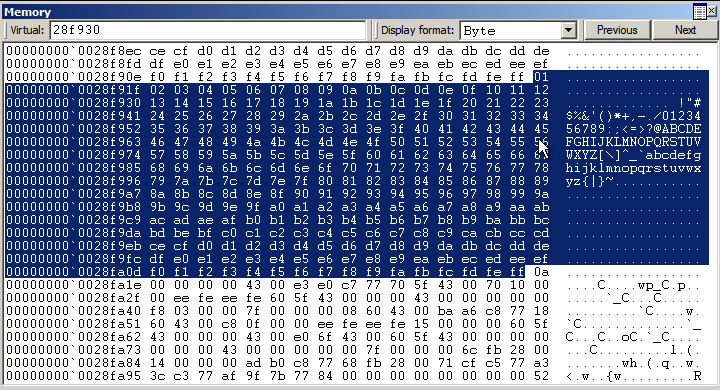 Memory
Virtual: 28f930 Display format: Byte Previous Next
00000000`0028f8ec ce cf d0 d1 d2 d3 d4 d5 d6 d7 d8 d9 da db dc dd de .................
00000000`0028f8fd df e0 e1 e2 e3 e4 e5 e6 e7 e8 e9 ea eb ec ed ee ef .................
00000000`0028f90e f0 f1 f2 f3 f4 f5 f6 f7 f8 f9 fa fb fc fd fe ff 01 .................
00000000`0028f91f 02 03 04 05 06 07 08 09 0a 0b 0c 0d 0e 0f 10 11 12 .................
00000000`0028f930 13 14 15 16 17 18 19 1a 1b 1c 1d 1e 1f 20 21 22 23 ............. !"#
00000000`0028f941 24 25 26 27 28 29 2a 2b 2c 2d 2e 2f 30 31 32 33 34 $%&'()*+,-./01234
00000000`0028f952 35 36 37 38 39 3a 3b 3c 3d 3e 3f 40 41 42 43 44 45 56789:;<=>?@ABCDE
00000000`0028f963 46 47 48 49 4a 4b 4c 4d 4e 4f 50 51 52 53 54 55 FGHIJKLMNOPQRSTUV
00000000`0028f974 57 58 59 5a 5b 5c 5d 5e 5f 60 61 62 63 64 65 66 WXYZ[\]^_`abcdefg
00000000`0028f985 68 69 6a 6b 6c 6d 6e 6f 70 71 72 73 74 75 76 77 78 hijklmnopqrstuvwx
00000000`0028f996 79 7a 7b 7c 7d 7e 7f 80 81 82 83 84 85 86 87 88 89 yz{|}~...........
00000000`0028f9a7 8a 8b 8c 8d 8e 8f 90 91 92 93 94 95 96 97 98 99 9a .................
00000000`0028f9b8 9b 9c 9d 9e 9f a0 a1 a2 a3 a4 a5 a6 a7 a8 a9 aa ab .................
00000000`0028f9c9 ac ad ae af b0 b1 b2 b3 b4 b5 b6 b7 b8 b9 ba bb bc .................
00000000`0028f9da bd be bf c0 c1 c2 c3 c4 c5 c6 c7 c8 c9 ca cb cc cd .................
00000000`0028f9eb ce cf d0 d1 d2 d3 d4 d5 d6 d7 d8 d9 da db dc dd de .................
00000000`0028f9fc df e0 e1 e2 e3 e4 e5 e6 e7 e8 e9 ea eb ec ed ee ef .................
00000000`0028fa0d f0 f1 f2 f3 f4 f5 f6 f7 f8 f9 fa fb fc fd fe ff 0a .................
00000000`0028fa1e 00 00 00 00 43 00 e3 e0 c7 77 70 5f 43 00 70 10 00 ....C....wp_C.p..
00000000`0028fa2f 00 ee fe ee fe 60 5f 43 00 00 00 43 00 00 00 00 00 .....`_C...C.....
00000000`0028fa40 f8 03 00 00 7f 00 00 00 08 60 43 00 ba a6 c8 77 18 .........`C....w.
00000000`0028fa51 60 43 00 c8 0f 00 00 ee fe ee fe 15 00 00 00 60 5f `C.............`_
00000000`0028fa62 43 00 00 00 43 00 e0 6f 43 00 60 5f 43 00 00 00 00 C...C..oC.`_C....
00000000`0028fa73 00 00 00 43 00 00 00 00 00 7f 00 00 00 6c fb 28 00 ...C.........l.(.
00000000`0028fa84 14 00 00 00 ad b0 c8 77 68 fb 28 00 71 cf c5 77 a3 .......wh.(.q..w.
00000000`0028fa95 3c c3 77 af 9f 7b 77 84 00 00 00 00 00 00 00 00 52 <.w..{w.........R